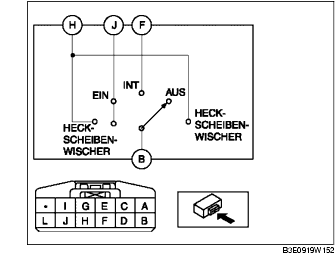 H J F
INT
AUS
EIN
HECK-
SCHEIBEN-
WISCHER
HECK-
SCHEIBEN-
WISCHER
B
• I G E C A
L J H F D B
B3E0919W152